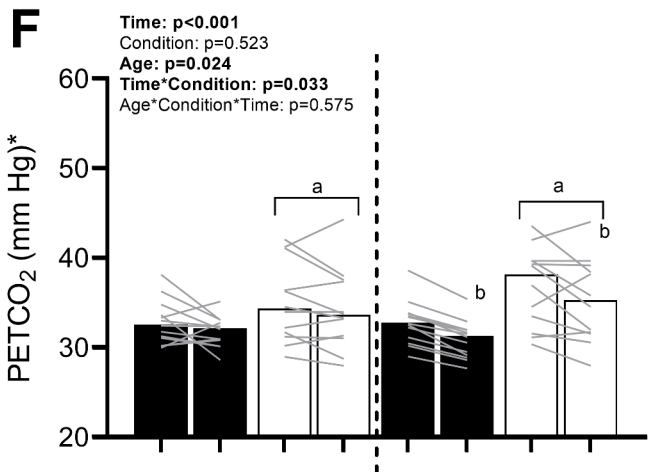 F
Time: p<0.001
Condition: p=0.523
Age: p=0.024
Time*Condition: p=0.033
Age*Condition*Time: p=0.575
PETCO₂ (mm Hg)*
60
50
40
30
20
a
b
a
b